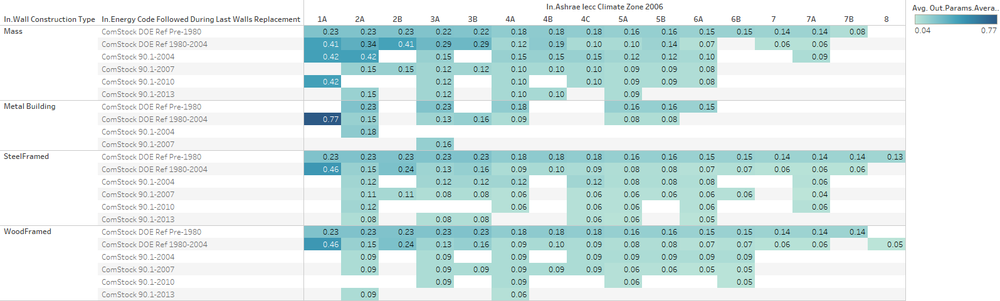 In.Ashrae Iecc Climate Zone 2006
In.Wall Construction Type In.Energy Code Followed During Last Walls Replacement 1A 2A 2B 3A 3B 4A 4B 4C 5A 5B 6A 6B 7 7A 7B 8
Mass ComStock DOE Ref Pre-1980 0.23 0.23 0.23 0.22 0.22 0.18 0.18 0.18 0.16 0.16 0.15 0.15 0.14 0.14 0.08
ComStock DOE Ref 1980-2004 0.41 0.34 0.41 0.29 0.29 0.12 0.19 0.10 0.10 0.14 0.07 0.06 0.06
ComStock 90.1-2004 0.42 0.42 0.15 0.15 0.15 0.15 0.12 0.12 0.10 0.09
ComStock 90.1-2007 0.15 0.15 0.12 0.12 0.10 0.10 0.10 0.09 0.09 0.08
ComStock 90.1-2010 0.42 0.12 0.10 0.10 0.09 0.09 0.08
ComStock 90.1-2013 0.15 0.12 0.10 0.10 0.09
Metal Building ComStock DOE Ref Pre-1980 0.23 0.23 0.18 0.16 0.16 0.15
ComStock DOE Ref 1980-2004 0.77 0.15 0.13 0.16 0.09 0.08 0.08
ComStock 90.1-2004 0.18
ComStock 90.1-2007 0.16
SteelFramed ComStock DOE Ref Pre-1980 0.23 0.23 0.23 0.23 0.23 0.18 0.18 0.18 0.16 0.16 0.15 0.15 0.14 0.14 0.14 0.13
ComStock DOE Ref 1980-2004 0.46 0.15 0.24 0.13 0.16 0.09 0.10 0.09 0.08 0.08 0.07 0.07 0.06 0.06 0.06
ComStock 90.1-2004 0.12 0.12 0.12 0.12 0.12 0.08 0.08 0.08 0.06
ComStock 90.1-2007 0.11 0.11 0.08 0.08 0.06 0.06 0.06 0.06 0.06 0.06 0.04
ComStock 90.1-2010 0.12 0.06 0.06 0.06 0.06 0.06
ComStock 90.1-2013 0.08 0.08 0.08 0.06 0.06 0.05
WoodFramed ComStock DOE Ref Pre-1980 0.23 0.23 0.23 0.23 0.23 0.18 0.18 0.18 0.16 0.16 0.15 0.15 0.14 0.14 0.14
ComStock DOE Ref 1980-2004 0.46 0.15 0.24 0.13 0.16 0.09 0.10 0.09 0.08 0.08 0.07 0.07 0.06 0.06 0.05
ComStock 90.1-2004 0.09 0.09 0.09 0.09 0.09 0.09 0.09 0.09
ComStock 90.1-2007 0.09 0.09 0.09 0.09 0.09 0.09 0.06 0.06 0.05 0.05
ComStock 90.1-2010 0.09 0.09 0.06 0.05
ComStock 90.1-2013 0.09 0.06
Avg. Out.Params.Avera..
0.04 0.77